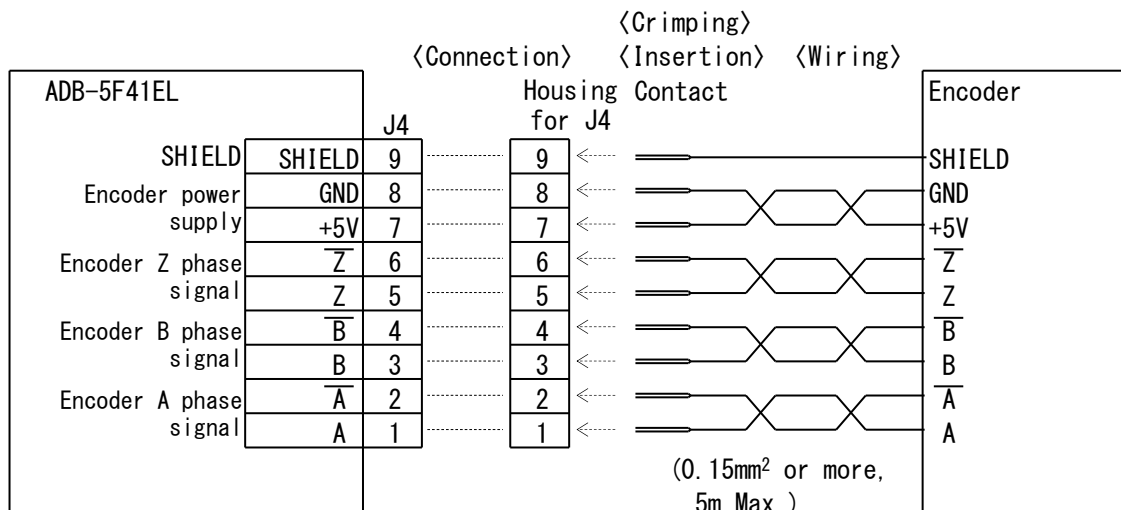 〈Crimping〉
〈Connection〉 〈Insertion〉 〈Wiring〉
ADB-5F41EL Housing Contact Encoder
J4 for J4
SHIELD SHIELD 9 9 SHIELD
Encoder power GND 8 8 GND
supply +5V 7 7 +5V
Encoder Z phase Z̅ 6 6 Z̅
signal Z 5 5 Z
Encoder B phase B̅ 4 4 B̅
signal B 3 3 B
Encoder A phase A̅ 2 2 A̅
signal A 1 1 A
(0.15mm² or more,
5m Max.)